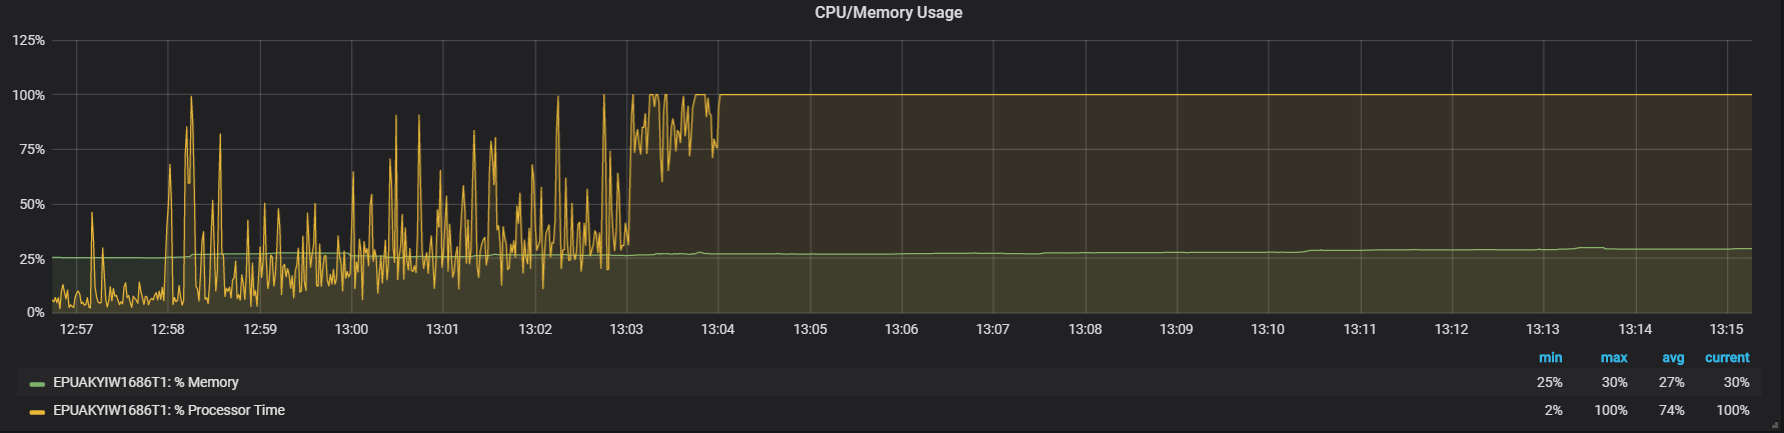 CPU/Memory Usage
125%
100%
75%
50%
25%
0%
12:57 12:58 12:59 13:00 13:01 13:02 13:03 13:04 13:05 13:06 13:07 13:08 13:09 13:10 13:11 13:12 13:13 13:14 13:15
min max avg current
EPUAKYIW1686T1: % Memory 25% 30% 27% 30%
EPUAKYIW1686T1: % Processor Time 2% 100% 74% 100%